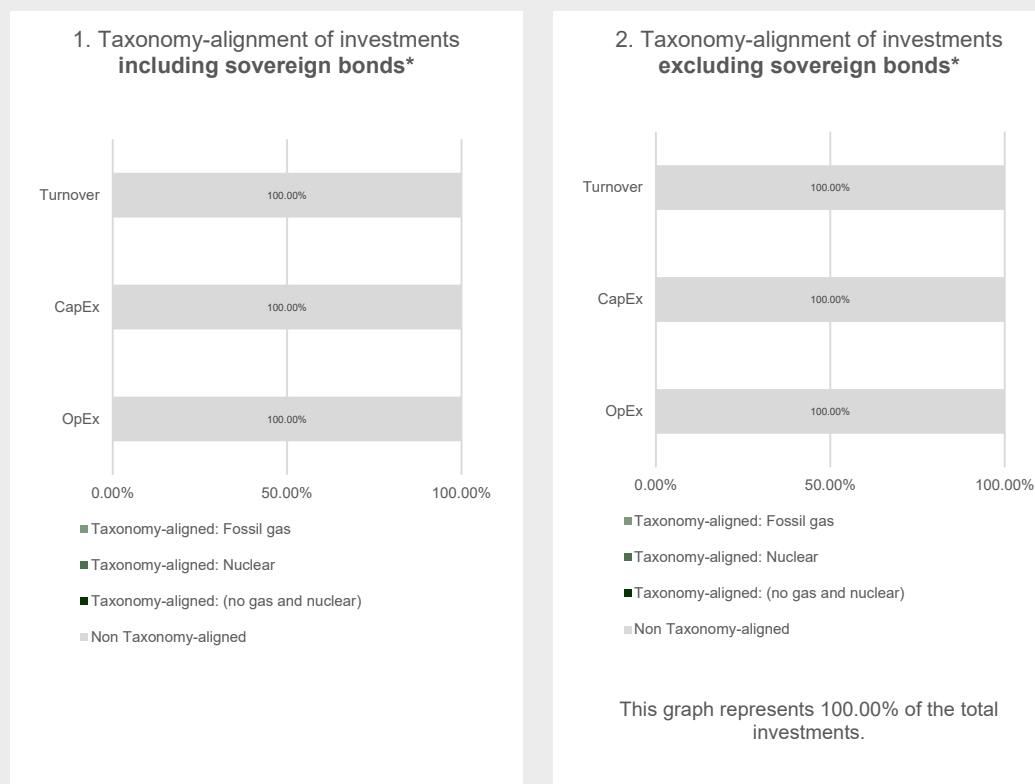 1. Taxonomy-alignment of investments
including sovereign bonds*
Turnover
100.00%
CapEx
100.00%
OpEx
100.00%
0.00% 50.00% 100.00%
Taxonomy-aligned: Fossil gas
Taxonomy-aligned: Nuclear
Taxonomy-aligned: (no gas and nuclear)
Non Taxonomy-aligned
2. Taxonomy-alignment of investments
excluding sovereign bonds*
Turnover
100.00%
CapEx
100.00%
OpEx
100.00%
0.00% 50.00% 100.00%
Taxonomy-aligned: Fossil gas
Taxonomy-aligned: Nuclear
Taxonomy-aligned: (no gas and nuclear)
Non Taxonomy-aligned
This graph represents 100.00% of the total
investments.